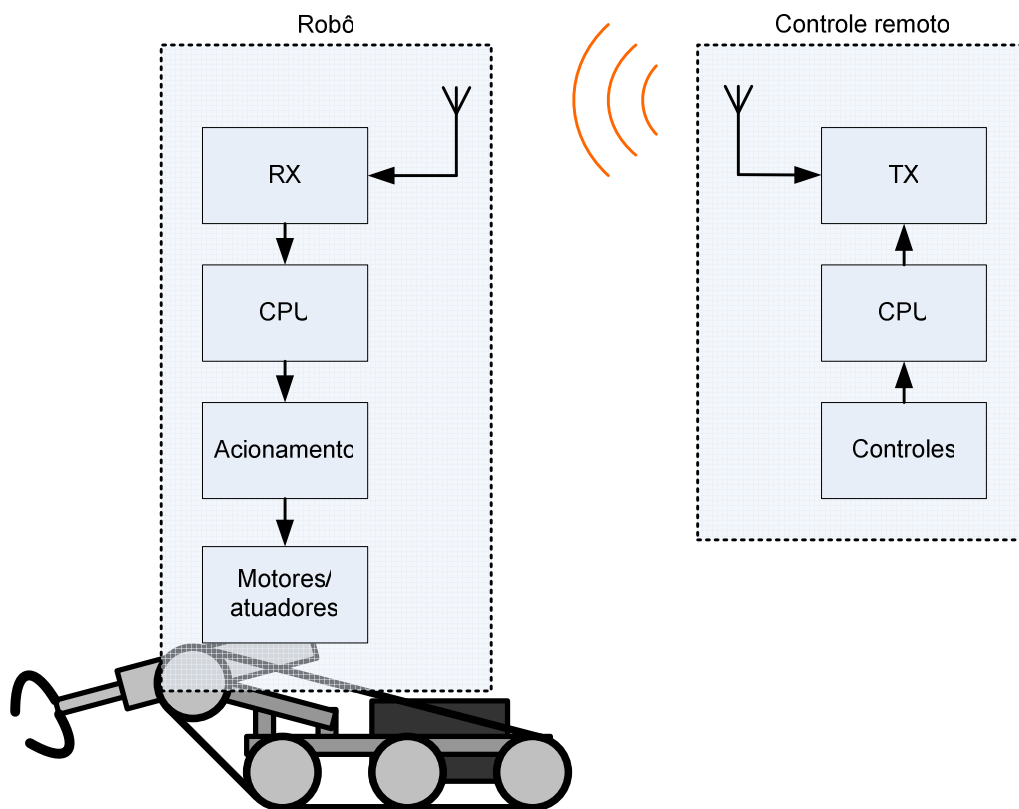 Robô
Controle remoto
RX
CPU
Acionamento
Motores/
atuadores
TX
CPU
Controles